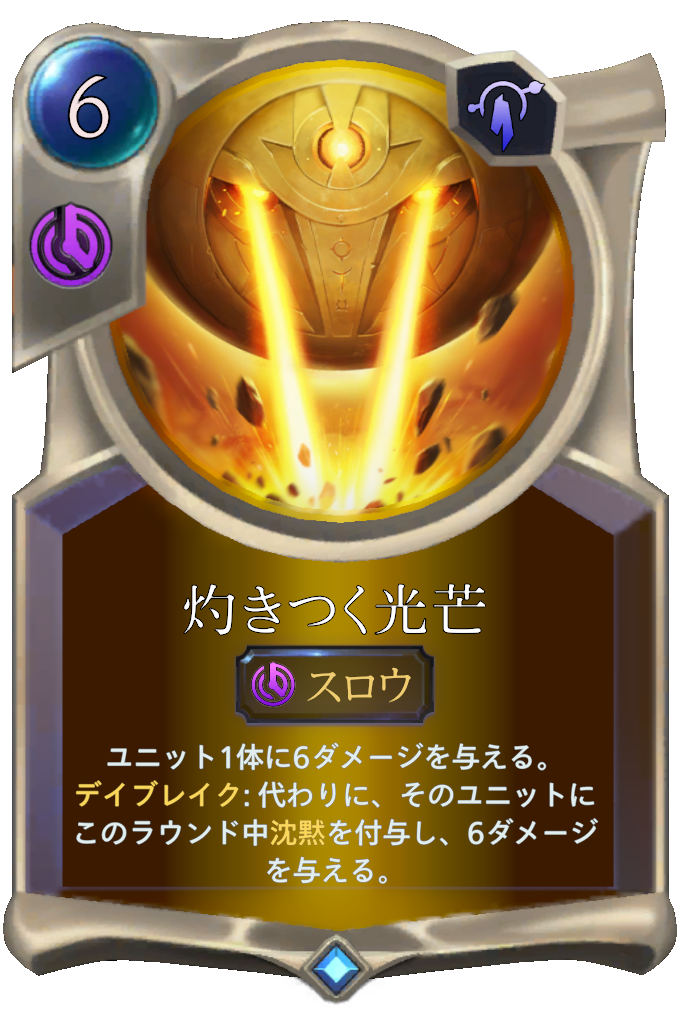 6
灼きつく光芒
スロウ
ユニット1体に6ダメージを与える。
デイブレイク: 代わりに、そのユニットに
このラウンド中沈黙を付与し、6ダメージ
を与える。